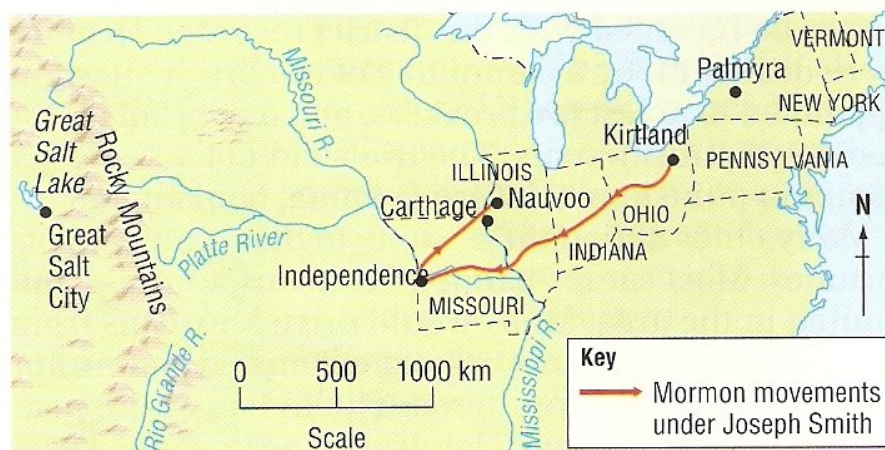 VERMONT
Palmyra
NEW YORK
Kirtland
PENNSYLVANIA
Missouri R.
Great
Salt
Lake
Rocky Mountains
ILLINOIS
Nauvoo
Carthage
OHIO
INDIANA
Great
Salt
City
Platte River
Independence
MISSOURI
N
Rio Grande R.
Mississippi R.
0 500 1000 km
Scale
Key
Mormon movements
under Joseph Smith